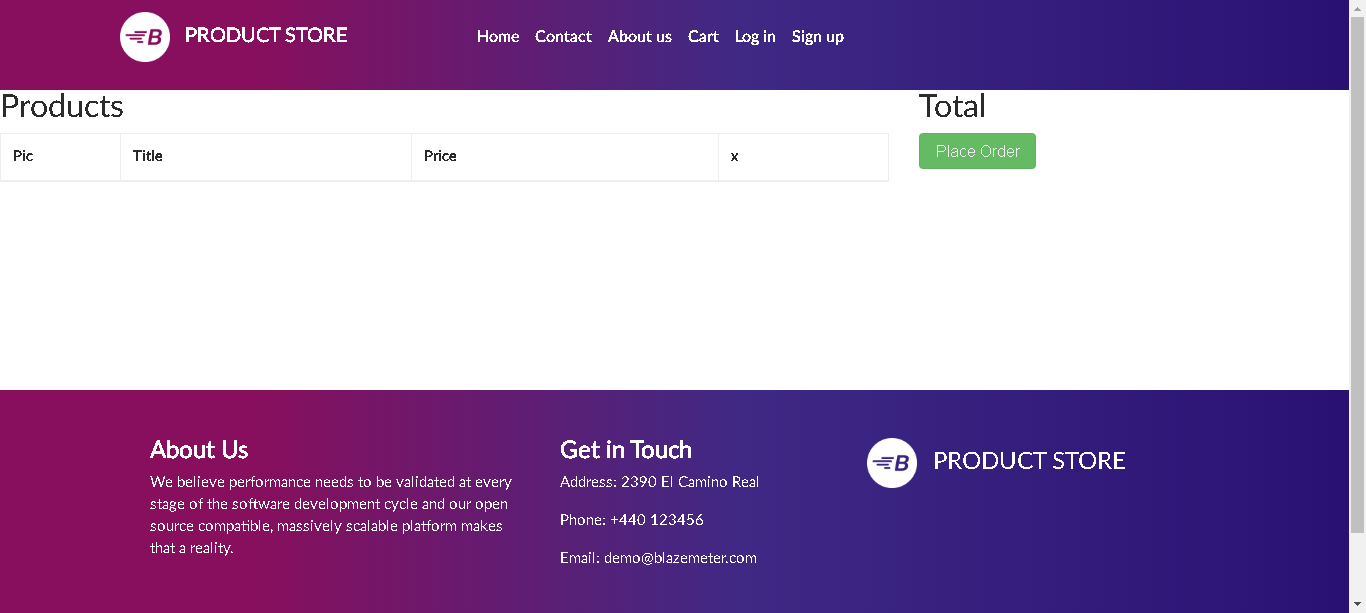 B PRODUCT STORE Home Contact About us Cart Log in Sign up
Products
Total
Pic Title Price x
Place Order
About Us
We believe performance needs to be validated at every
stage of the software development cycle and our open
source compatible, massively scalable platform makes
that a reality.
Get in Touch
Address: 2390 El Camino Real
Phone: +440 123456
Email: demo@blazemeter.com
B PRODUCT STORE